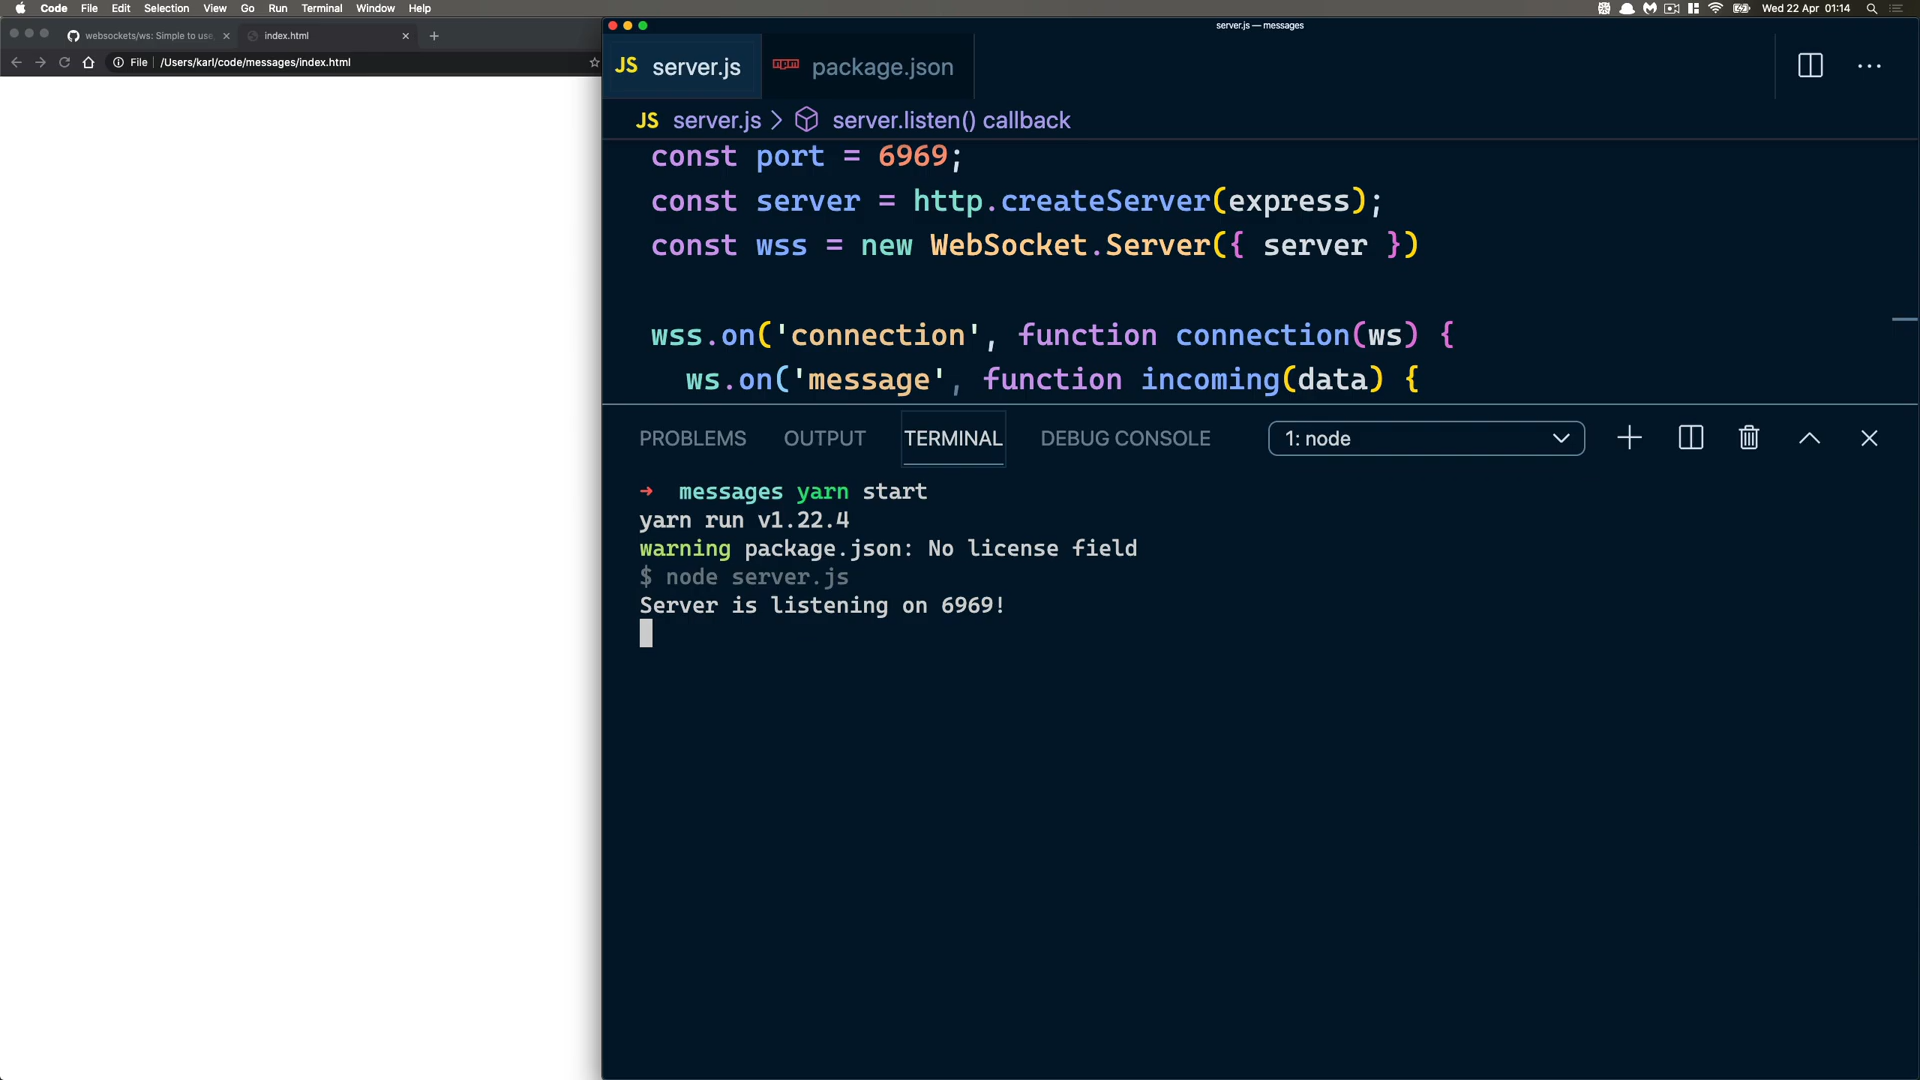 Code File Edit Selection View Go Run Terminal Window Help
Wed 22 Apr 01:14
websockets/ws: Simple to use,
index.html
File /Users/karl/code/messages/index.html
server.js — messages
JS server.js
npm package.json
JS server.js > server.listen() callback
const port = 6969;
const server = http.createServer(express);
const wss = new WebSocket.Server({ server })
wss.on('connection', function connection(ws) {
ws.on('message', function incoming(data) {
PROBLEMS OUTPUT TERMINAL DEBUG CONSOLE 1: node
➜ messages yarn start
yarn run v1.22.4
warning package.json: No license field
$ node server.js
Server is listening on 6969!